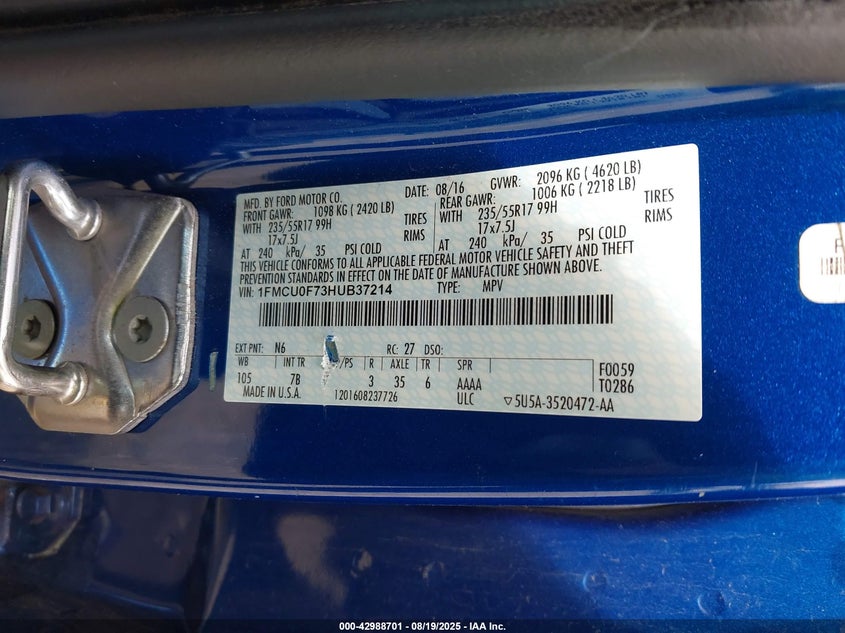 MFD. BY FORD MOTOR CO. DATE: 08/16 GVWR: 2096 KG ( 4620 LB)
FRONT GAWR: 1098 KG ( 2420 LB) REAR GAWR: 1006 KG ( 2218 LB)
WITH 235/55R17 99H TIRES WITH 235/55R17 99H TIRES
17x7.5J RIMS 17x7.5J RIMS
AT 240 kPa/ 35 PSI COLD AT 240 kPa/ 35 PSI COLD
THIS VEHICLE CONFORMS TO ALL APPLICABLE FEDERAL MOTOR VEHICLE SAFETY AND THEFT
PREVENTION STANDARDS IN EFFECT ON THE DATE OF MANUFACTURE SHOWN ABOVE.
VIN: 1FMCU0F73HUB37214 TYPE: MPV
EXT PNT: N6 RC: 27 DSO:
WB INT TR /PS R AXLE TR SPR F0059
105 7B 3 35 6 AAAA T0286
MADE IN U.S.A. 1201608237726 ULC ▽5U5A-3520472-AA
000-42988701 - 08/19/2025 - IAA Inc.